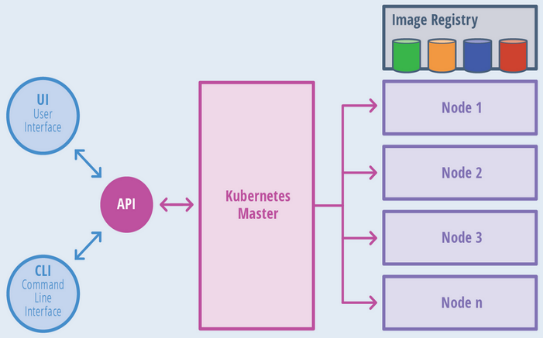 Image Registry
UI
User
Interface
Node 1
Node 2
API
Kubernetes
Master
Node 3
CLI
Command
Line
Interface
Node n